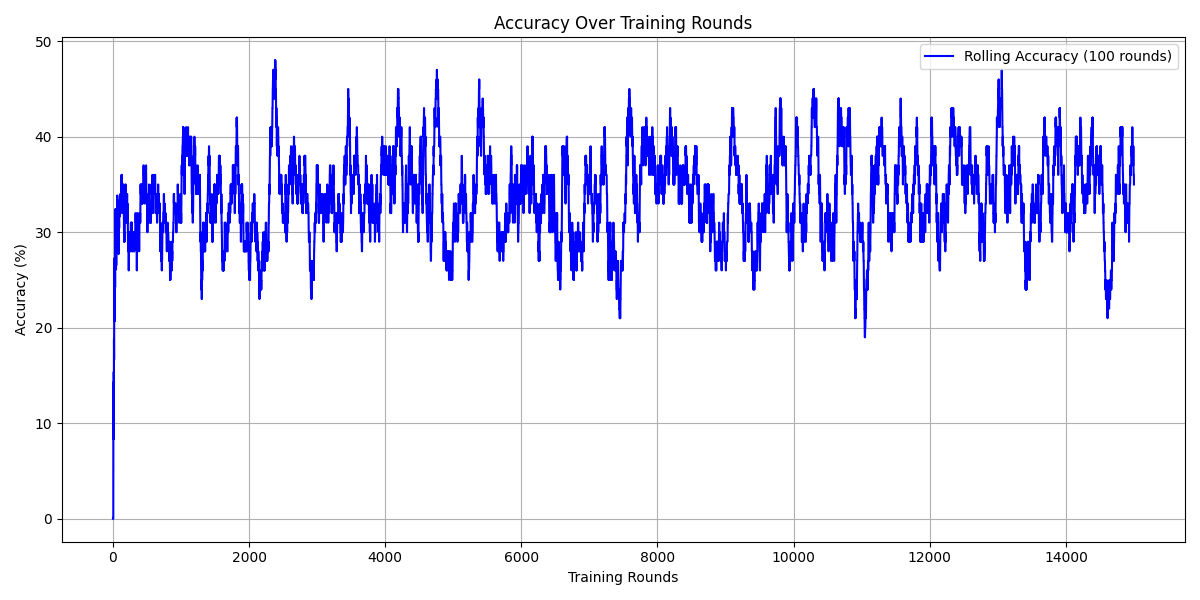 Accuracy Over Training Rounds
Rolling Accuracy (100 rounds)
Accuracy (%)
50
40
30
20
10
0
0 2000 4000 6000 8000 10000 12000 14000
Training Rounds